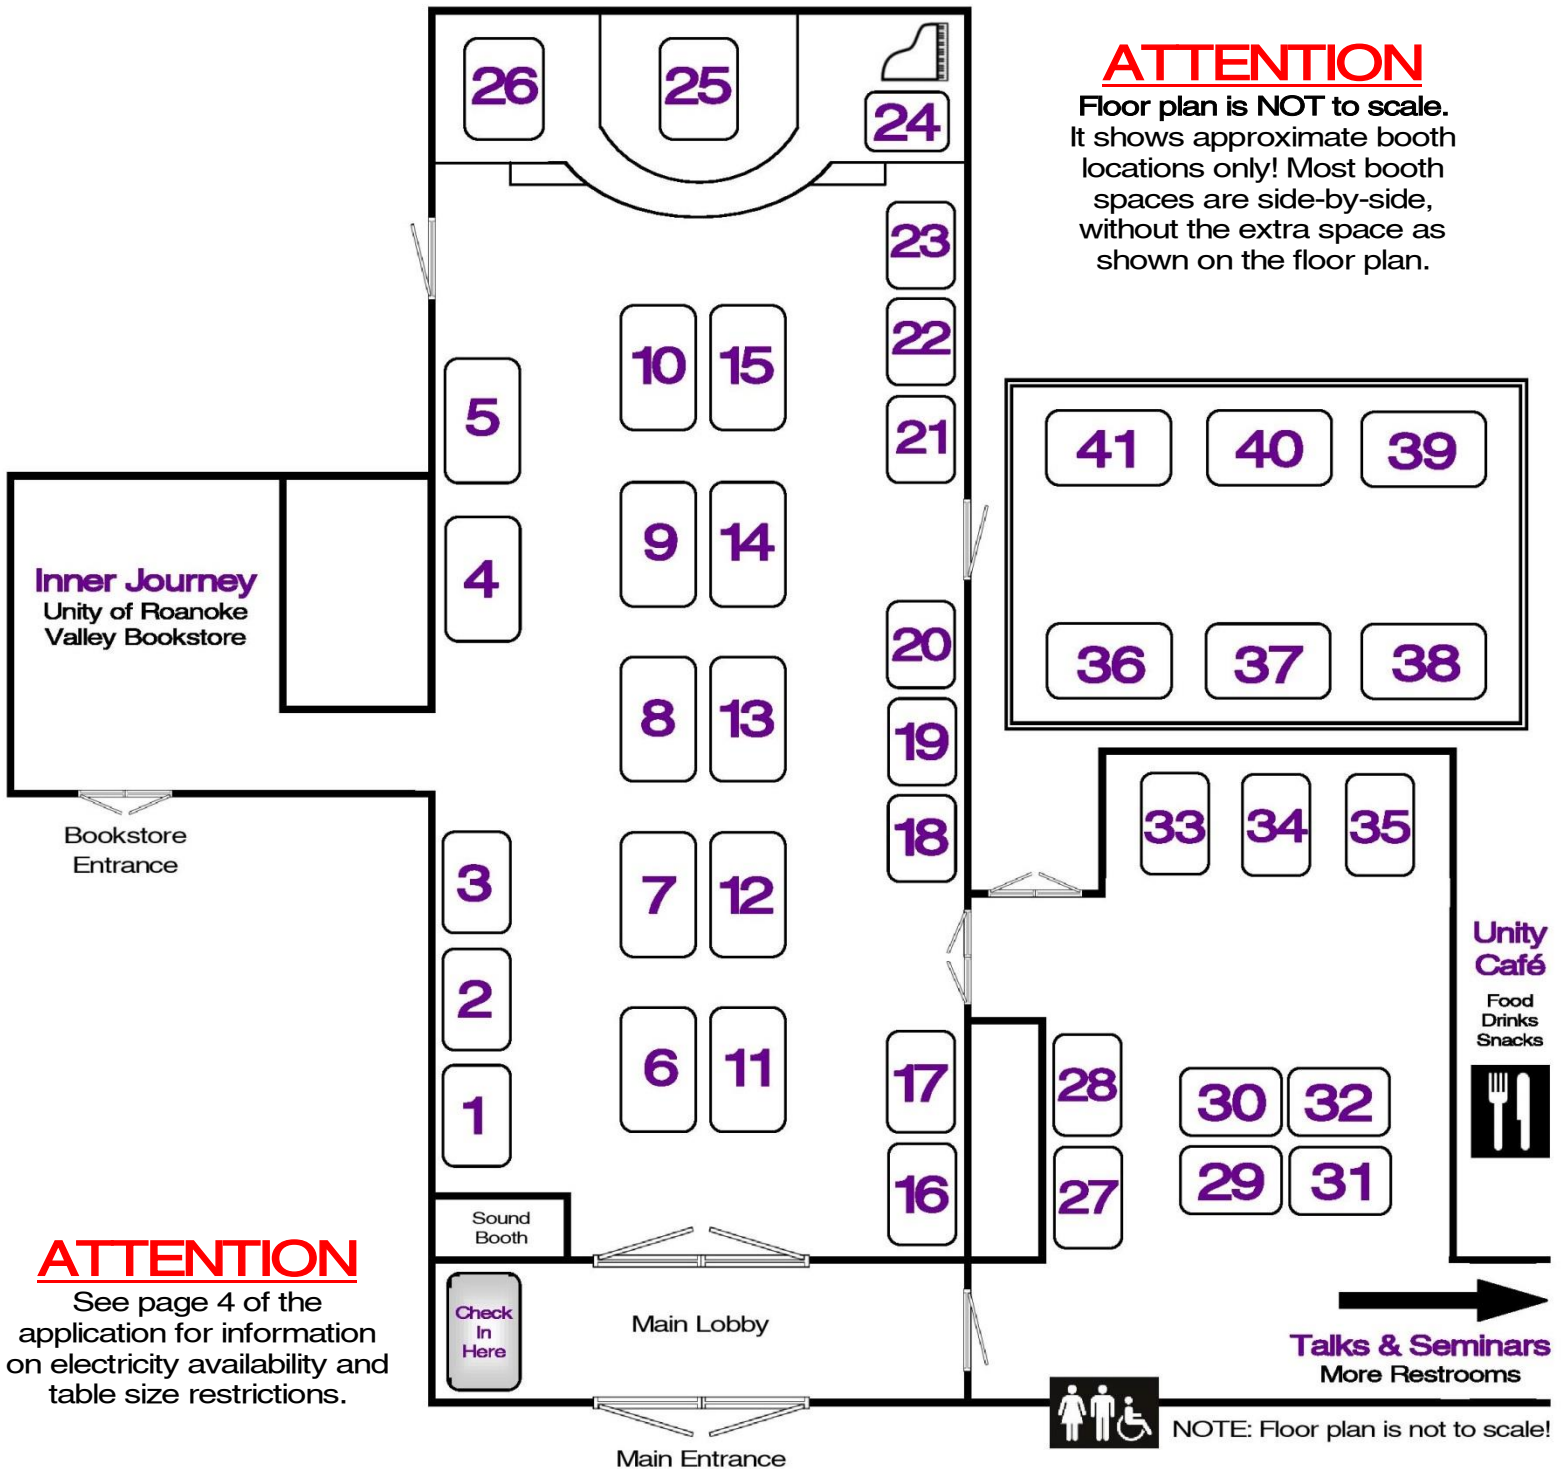 26
25
24
ATTENTION
Floor plan is NOT to scale.
It shows approximate booth
locations only! Most booth
spaces are side-by-side,
without the extra space as
shown on the floor plan.
23
22
21
10 15
5
9 14
4
41 40 39
36 37 38
Inner Journey
Unity of Roanoke
Valley Bookstore
20
19
18
8 13
Bookstore
Entrance
3
2
1
7 12
6 11
17
16
33 34 35
Unity
Café
Food
Drinks
Snacks
28
27
30 32
29 31
Sound
Booth
ATTENTION
See page 4 of the
application for information
on electricity availability and
table size restrictions.
Check
In
Here
Main Lobby
Talks & Seminars
More Restrooms
NOTE: Floor plan is not to scale!
Main Entrance